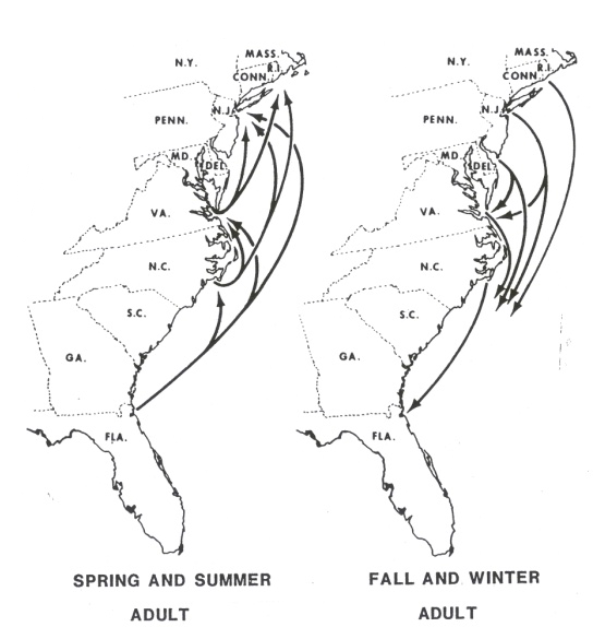 N.Y.
MASS.
R.I.
CONN.
N.J.
PENN.
MD.
DEL.
VA.
N.C.
S.C.
GA.
FLA.
SPRING AND SUMMER
ADULT
N.Y.
MASS.
R.I.
CONN.
N.J.
PENN.
MD.
DEL.
VA.
N.C.
S.C.
GA.
FLA.
FALL AND WINTER
ADULT